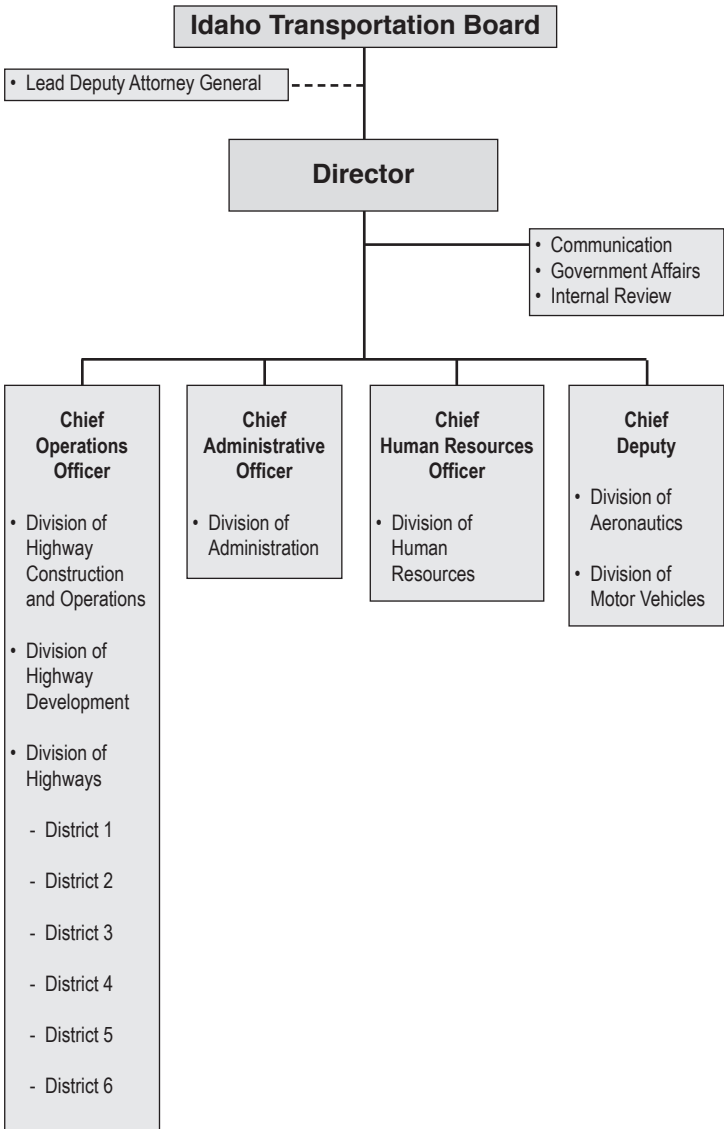 Idaho Transportation Board
• Lead Deputy Attorney General
Director
• Communication
• Government Affairs
• Internal Review
Chief
Operations
Officer
• Division of
Highway
Construction
and Operations
• Division of
Highway
Development
• Division of
Highways
- District 1
- District 2
- District 3
- District 4
- District 5
- District 6
Chief
Administrative
Officer
• Division of
Administration
Chief
Human Resources
Officer
• Division of
Human
Resources
Chief
Deputy
• Division of
Aeronautics
• Division of
Motor Vehicles